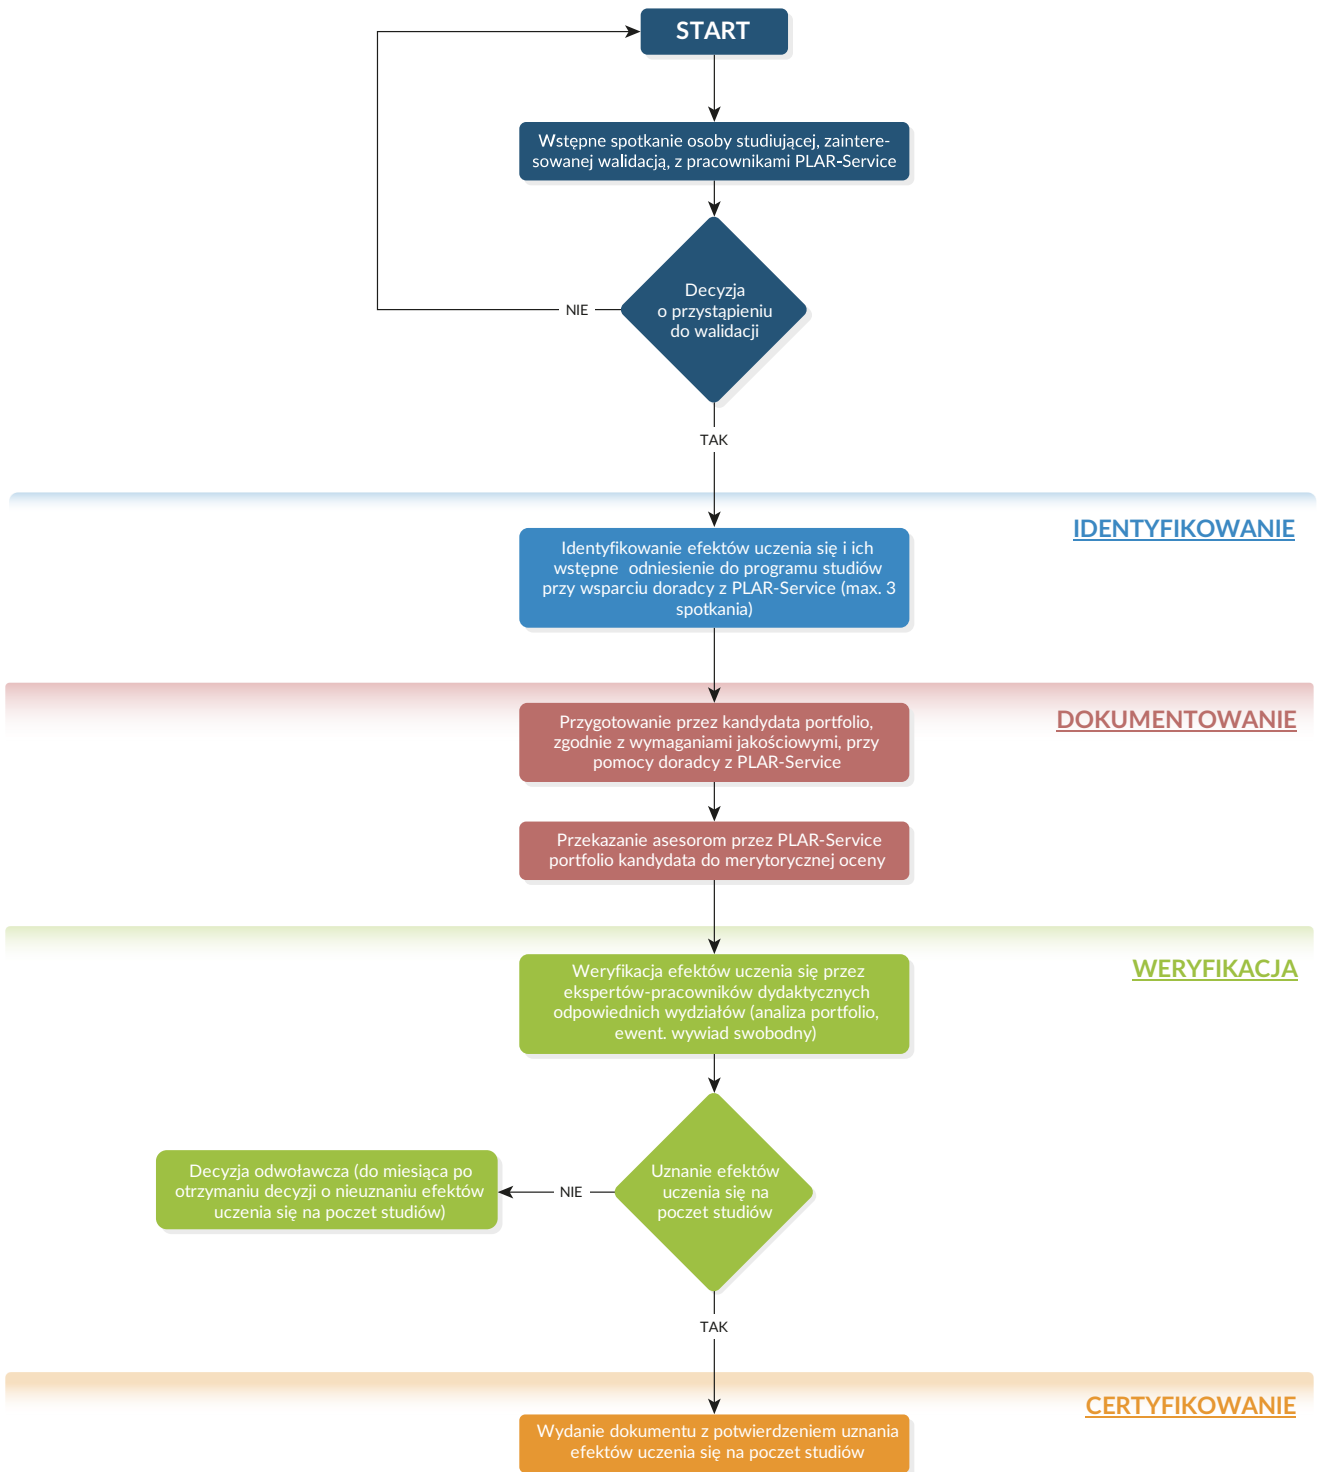 START
Wstępne spotkanie osoby studiującej, zaintere-
sowanej walidacją, z pracownikami PLAR-Service
Decyzja
o przystąpieniu
do walidacji
NIE
TAK
IDENTYFIKOWANIE
Identyfikowanie efektów uczenia się i ich
wstępne odniesienie do programu studiów
przy wsparciu doradcy z PLAR-Service (max. 3
spotkania)
DOKUMENTOWANIE
Przygotowanie przez kandydata portfolio,
zgodnie z wymaganiami jakościowymi, przy
pomocy doradcy z PLAR-Service
Przekazanie asesorom przez PLAR-Service
portfolio kandydata do merytorycznej oceny
WERYFIKACJA
Weryfikacja efektów uczenia się przez
ekspertów-pracowników dydaktycznych
odpowiednich wydziałów (analiza portfolio,
ewent. wywiad swobodny)
Uznanie efektów
uczenia się na
poczet studiów
NIE
Decyzja odwoławcza (do miesiąca po
otrzymaniu decyzji o nieuznaniu efektów
uczenia się na poczet studiów)
TAK
CERTYFIKOWANIE
Wydanie dokumentu z potwierdzeniem uznania
efektów uczenia się na poczet studiów